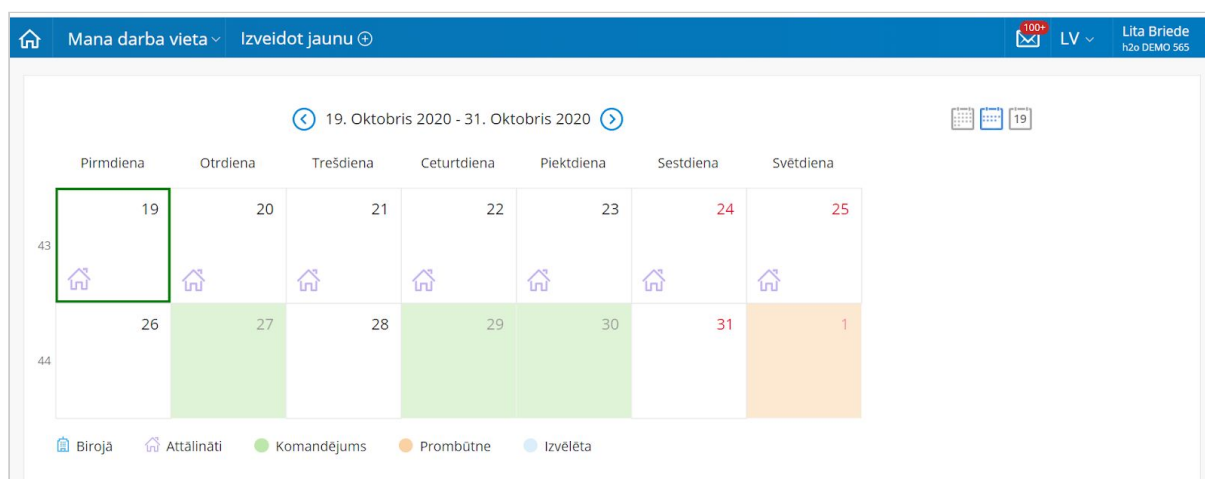 Mana darba vieta Izveidot jaunu 100+ LV Lita Briede
h2o DEMO 565
19. Oktobris 2020 - 31. Oktobris 2020 19
Pirmdiena Otrdiena Trešdiena Ceturtdiena Piektdiena Sestdiena Svētdiena
19 20 21 22 23 24 25
43
26 27 28 29 30 31 1
44
Birojā Attālināti Komandējums Prombūtne Izvēlēta